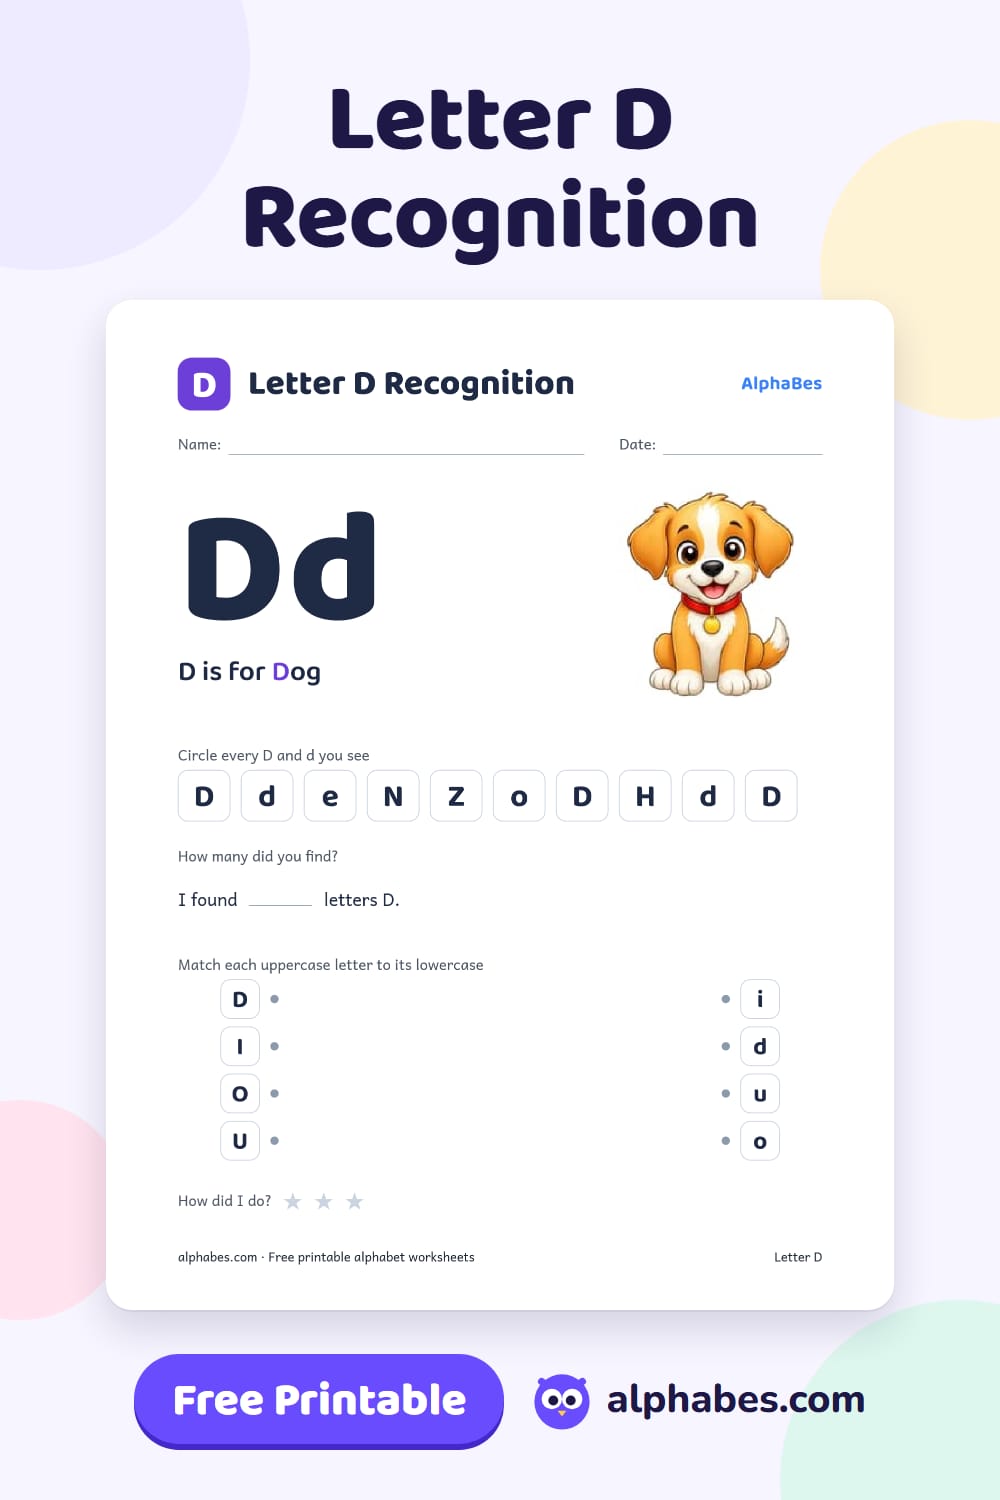 Letter D
Recognition
D Letter D Recognition AlphaBes
Name: Date:
Dd
D is for Dog
Circle every D and d you see
D d e N Z o D H d D
How many did you find?
I found ______ letters D.
Match each uppercase letter to its lowercase
D i
I d
O u
U o
How did I do?
alphabes.com · Free printable alphabet worksheets Letter D
Free Printable alphabes.com